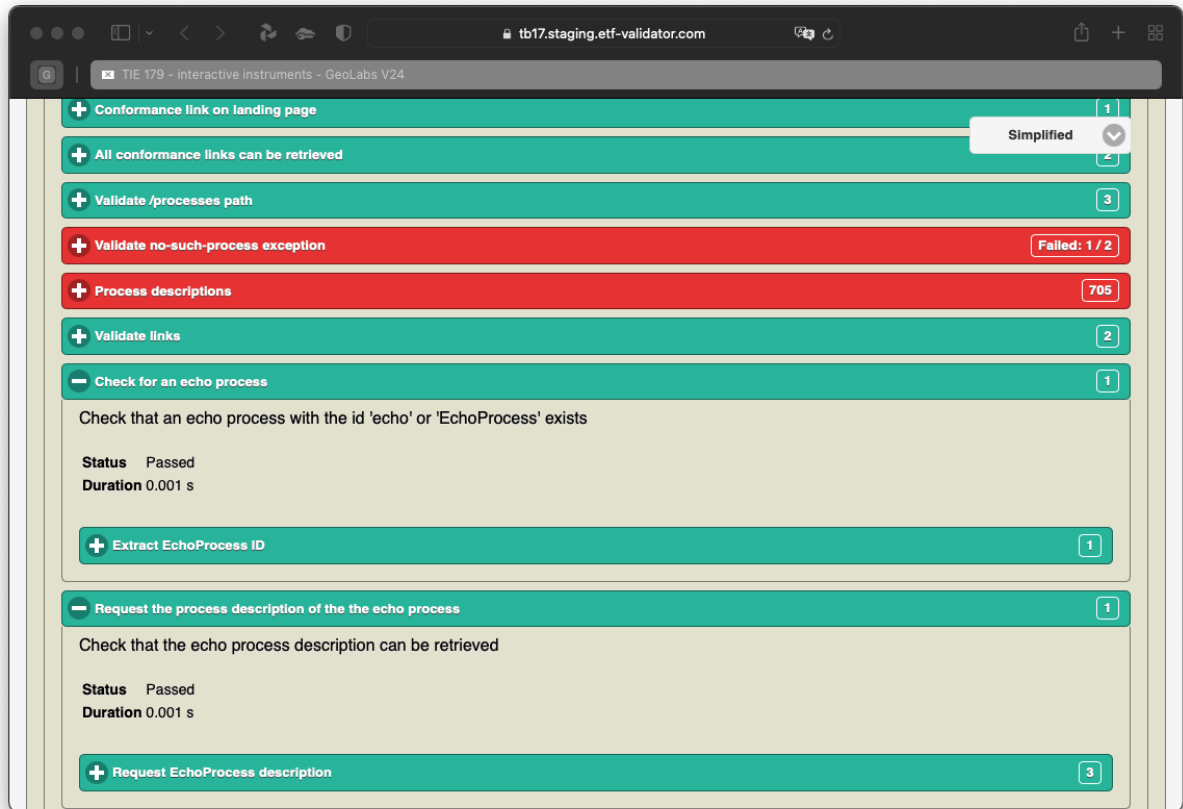 tb17.staging.etf-validator.com
G
TIE 179 - interactive instruments - GeoLabs V24
Conformance link on landing page 1
Simplified
All conformance links can be retrieved 2
Validate /processes path 3
Validate no-such-process exception Failed: 1 / 2
Process descriptions 705
Validate links 2
Check for an echo process 1
Check that an echo process with the id 'echo' or 'EchoProcess' exists
Status Passed
Duration 0.001 s
Extract EchoProcess ID 1
Request the process description of the the echo process 1
Check that the echo process description can be retrieved
Status Passed
Duration 0.001 s
Request EchoProcess description 3